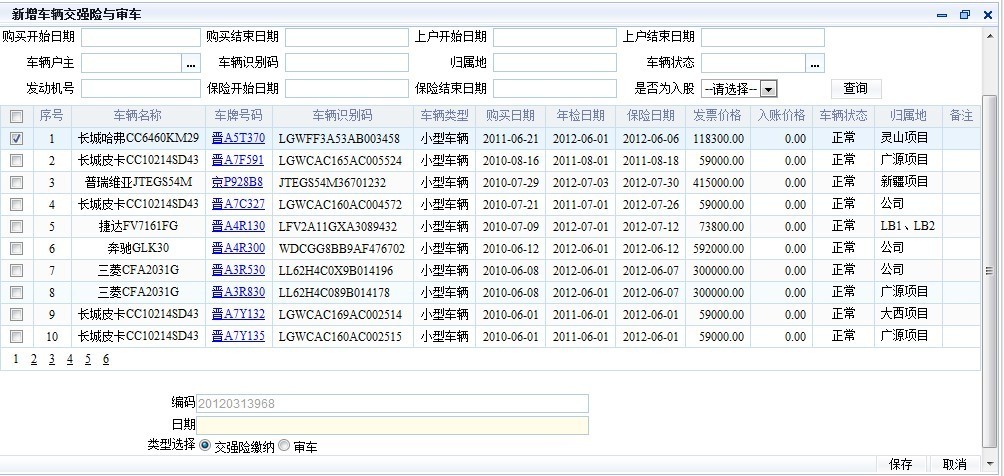 新增车辆交强险与审车
购买开始日期 购买结束日期 上户开始日期 上户结束日期
车辆户主 ... 车辆识别码 归属地 车辆状态 ...
发动机号 保险开始日期 保险结束日期 是否为入股 --请选择-- 查询
序号 车辆名称 车牌号码 车辆识别码 车辆类型 购买日期 年检日期 保险日期 发票价格 入账价格 车辆状态 归属地 备注
1 长城哈弗CC6460KM29 晋A5T370 LGWFF3A53AB003458 小型车辆 2011-06-21 2012-06-01 2012-06-06 118300.00 0.00 正常 灵山项目
2 长城皮卡CC10214SD43 晋A7F591 LGWCAC165AC005524 小型车辆 2010-08-16 2011-08-01 2011-08-18 59000.00 0.00 正常 广源项目
3 普瑞维亚JTEGS54M 京P928B8 JTEGS54M36701232 小型车辆 2010-07-29 2012-07-03 2012-07-30 415000.00 0.00 正常 新疆项目
4 长城皮卡CC10214SD43 晋A7C327 LGWCAC160AC004572 小型车辆 2010-07-21 2011-07-01 2012-07-26 59000.00 0.00 正常 公司
5 捷达FV7161FG 晋A4R130 LFV2A11GXA3089432 小型车辆 2010-07-09 2012-07-01 2012-07-12 73800.00 0.00 正常 LB1、LB2
6 奔驰GLK30 晋A4R300 WDCGG8BB9AF476702 小型车辆 2010-06-12 2012-06-01 2012-06-12 592000.00 0.00 正常 公司
7 三菱CFA2031G 晋A3R530 LL62H4C0X9B014196 小型车辆 2010-06-08 2012-06-01 2012-06-07 300000.00 0.00 正常 公司
8 三菱CFA2031G 晋A3R830 LL62H4C089B014178 小型车辆 2010-06-08 2012-06-01 2012-06-07 300000.00 0.00 正常 广源项目
9 长城皮卡CC10214SD43 晋A7Y132 LGWCAC169AC002514 小型车辆 2010-06-01 2011-06-01 2012-06-01 59000.00 0.00 正常 大西项目
10 长城皮卡CC10214SD43 晋A7Y135 LGWCAC160AC002515 小型车辆 2010-06-01 2011-06-01 2012-06-01 59000.00 0.00 正常 广源项目
1 2 3 4 5 6
编码 20120313968
日期
类型选择 交强险缴纳 审车
保存 取消